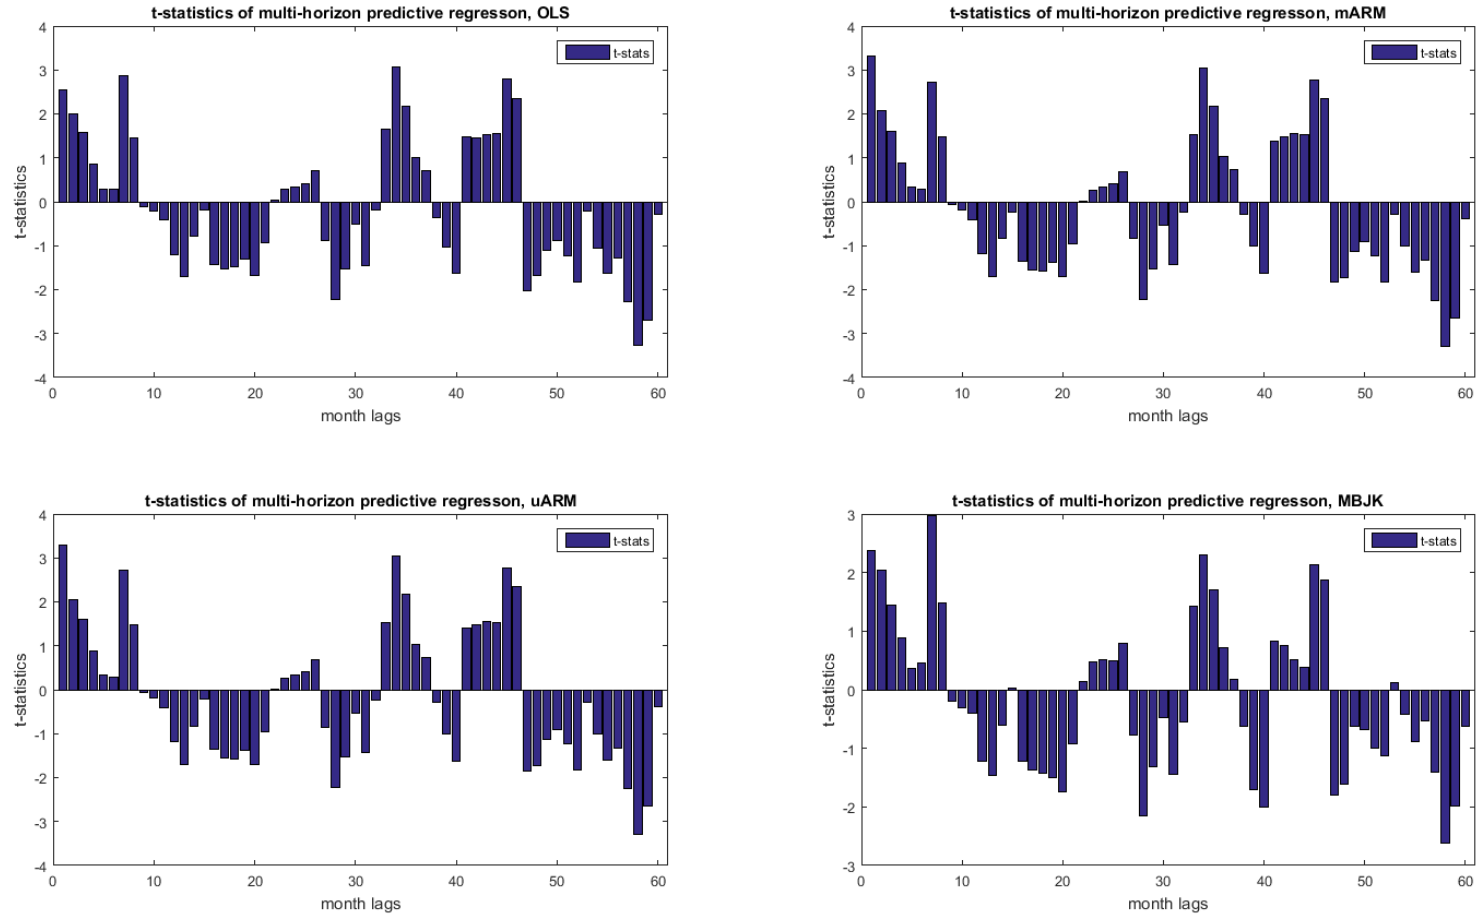 t-statistics of multi-horizon predictive regresson, OLS
t-stats
4
3
2
1
0
-1
-2
-3
-4
t-statistics
0 10 20 30 40 50 60
month lags
t-statistics of multi-horizon predictive regresson, mARM
t-stats
4
3
2
1
0
-1
-2
-3
-4
t-statistics
0 10 20 30 40 50 60
month lags
t-statistics of multi-horizon predictive regresson, uARM
t-stats
4
3
2
1
0
-1
-2
-3
-4
t-statistics
0 10 20 30 40 50 60
month lags
t-statistics of multi-horizon predictive regresson, MBJK
t-stats
3
2
1
0
-1
-2
-3
t-statistics
0 10 20 30 40 50 60
month lags